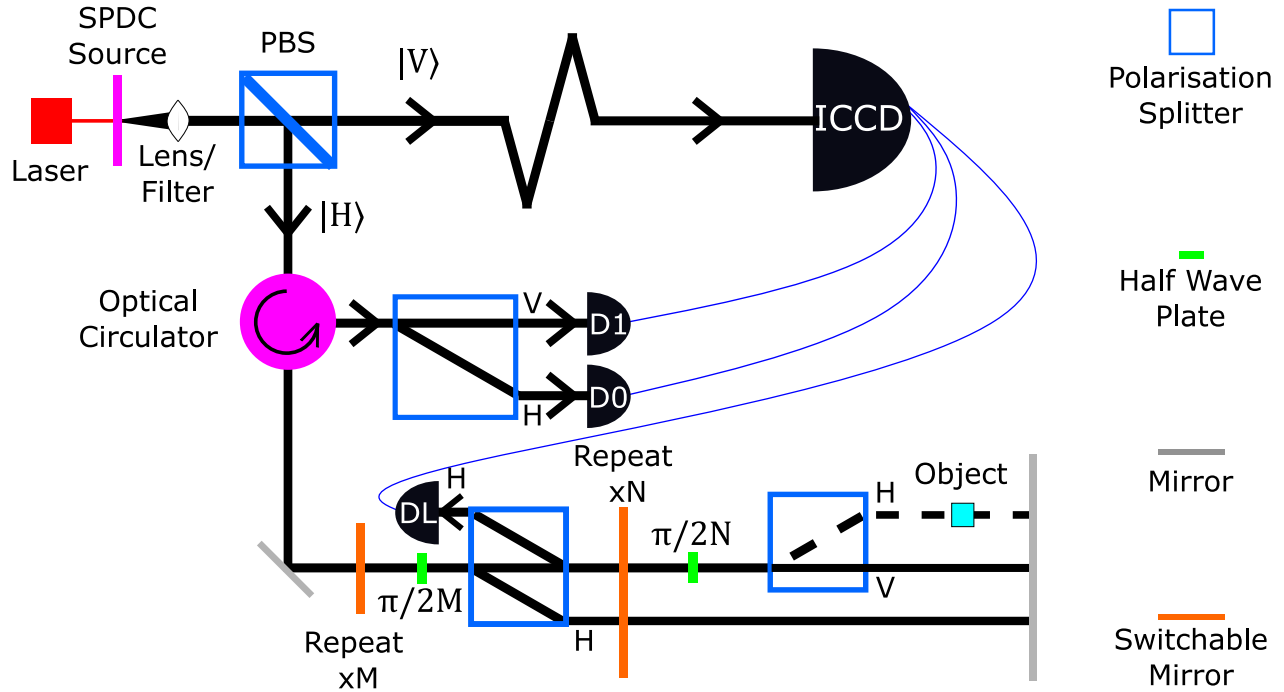 SPDC
Source
PBS
|V⟩
ICCD
Laser
Lens/
Filter
|H⟩
Optical
Circulator
V
D1
H
D0
Repeat
xN
H
DL
π/2N
H
Object
π/2M
H
V
Repeat
xM
Polarisation
Splitter
Half Wave
Plate
Mirror
Switchable
Mirror